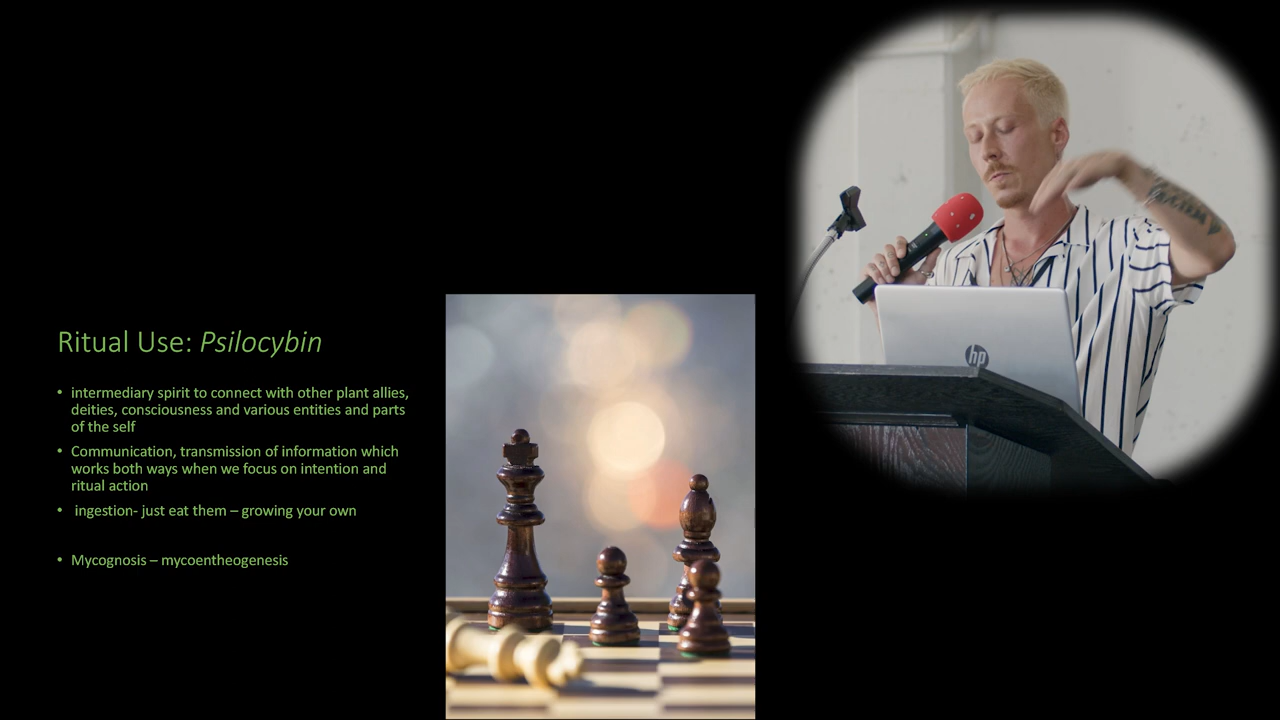 Ritual Use: Psilocybin
• intermediary spirit to connect with other plant allies,
deities, consciousness and various entities and parts
of the self
• Communication, transmission of information which
works both ways when we focus on intention and
ritual action
• ingestion- just eat them – growing your own
• Mycognosis – mycoentheogenesis
hp